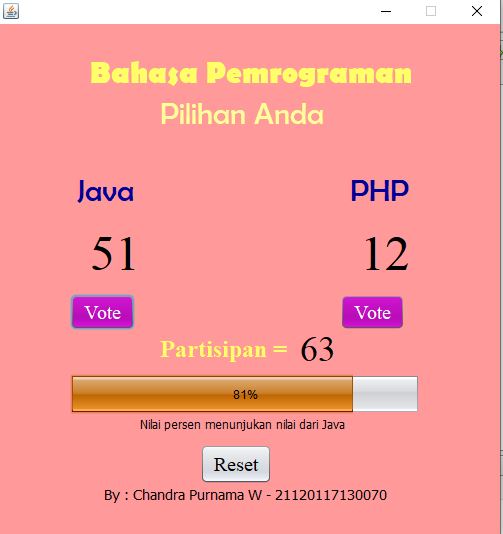 Bahasa Pemrograman
Pilihan Anda
Java PHP
51 12
Vote Vote
Partisipan = 63
81%
Nilai persen menunjukan nilai dari Java
Reset
By : Chandra Purnama W - 21120117130070